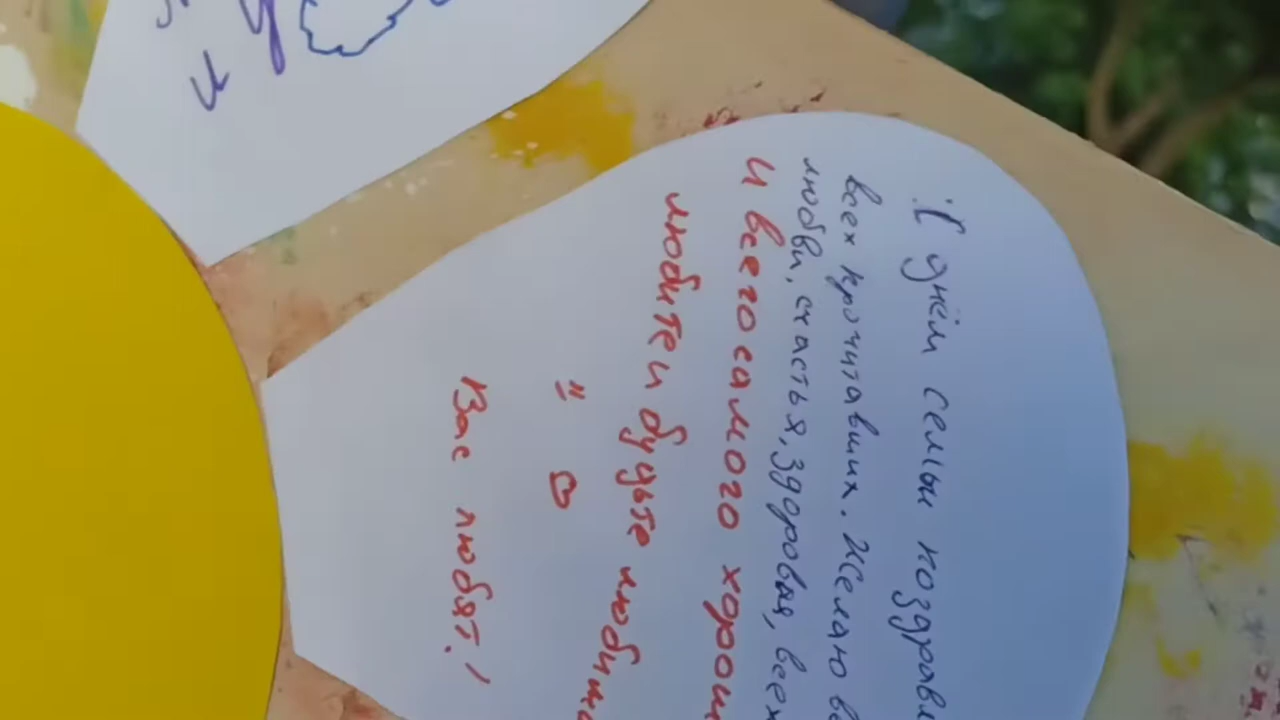 С днём семьи поздравл
всех прочитавших. Желаю в
любви, счастья, здоровья, всех
и всего самого хорош
любите и будьте любим
Вас любят!